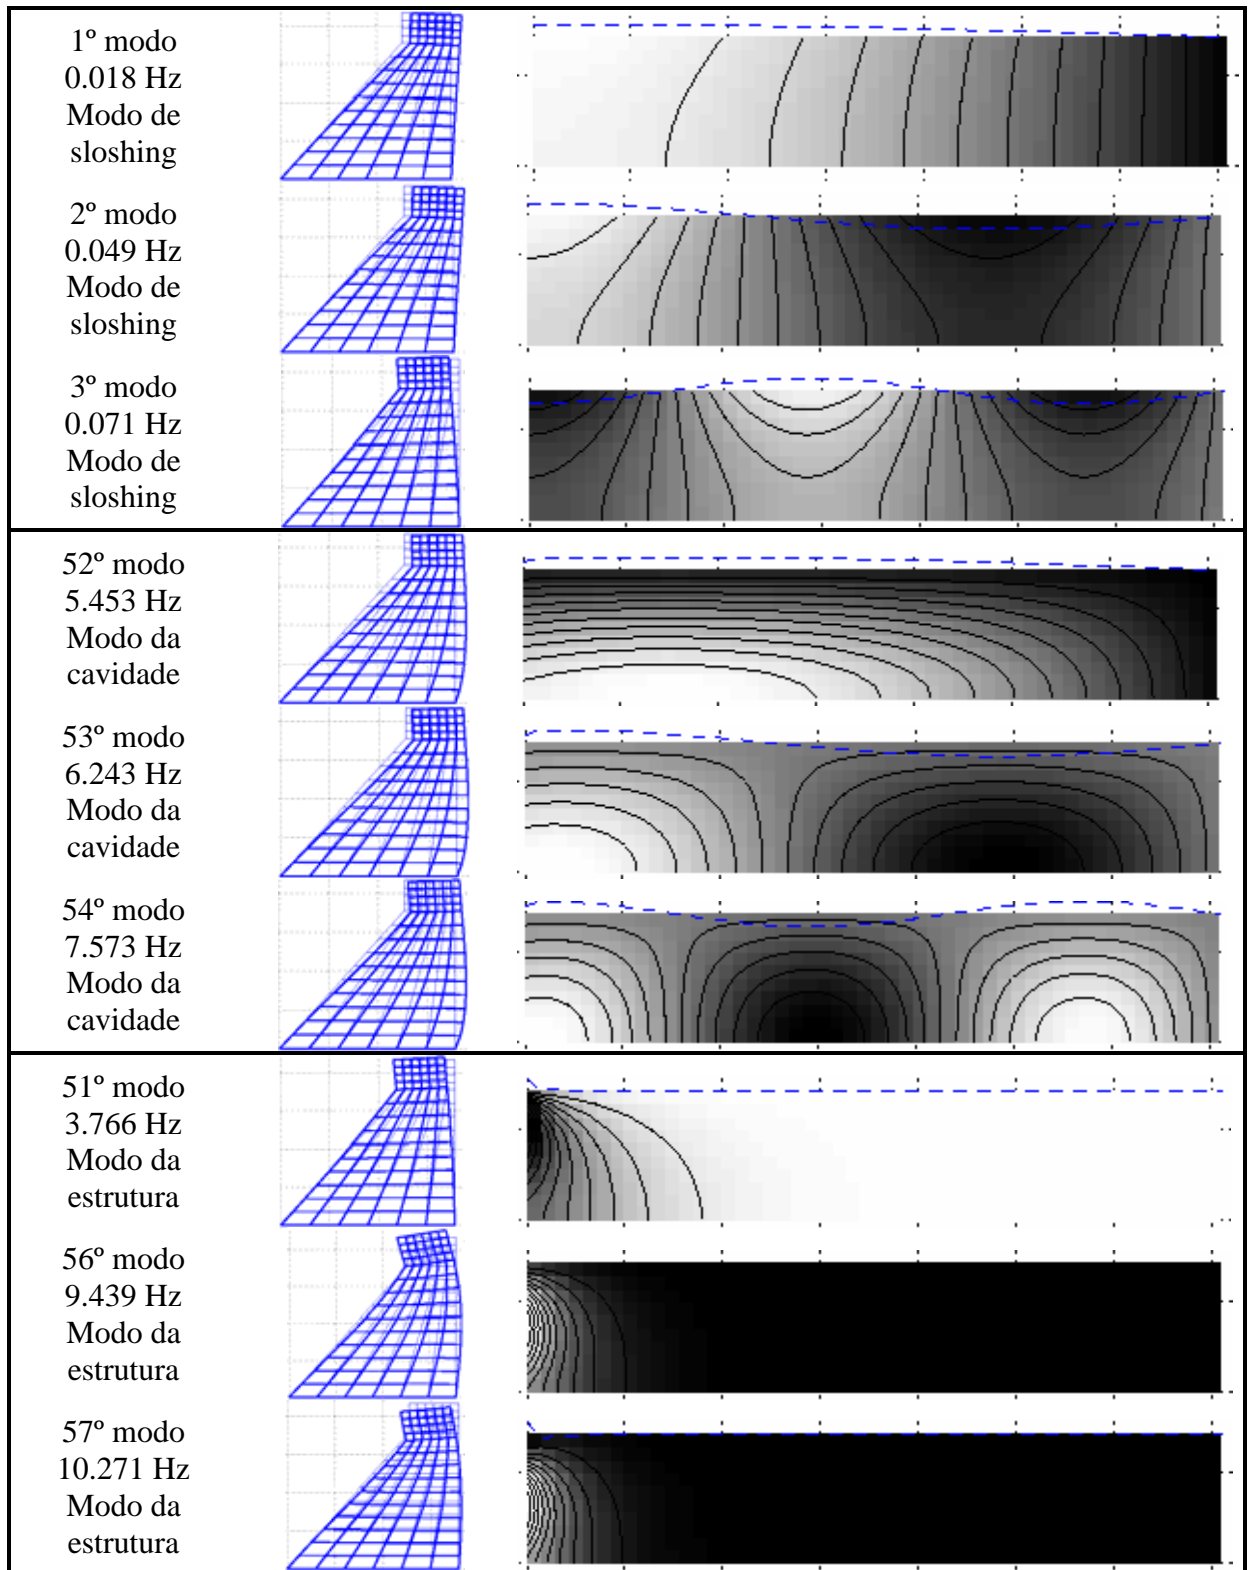 1º modo
0.018 Hz
Modo de
sloshing
2º modo
0.049 Hz
Modo de
sloshing
3º modo
0.071 Hz
Modo de
sloshing
52º modo
5.453 Hz
Modo da
cavidade
53º modo
6.243 Hz
Modo da
cavidade
54º modo
7.573 Hz
Modo da
cavidade
51º modo
3.766 Hz
Modo da
estrutura
56º modo
9.439 Hz
Modo da
estrutura
57º modo
10.271 Hz
Modo da
estrutura